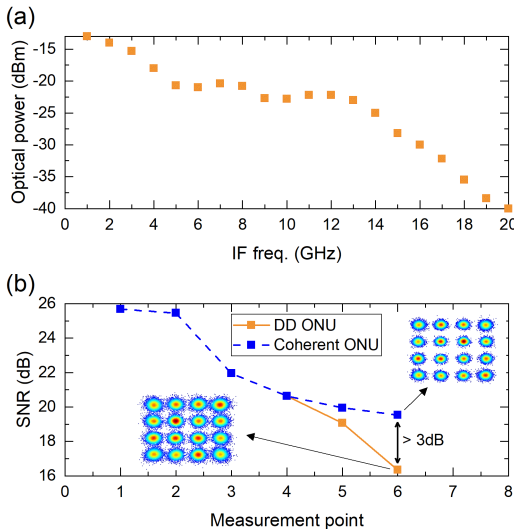 (a)
-15
-20
-25
-30
-35
-40
Optical power (dBm)
0 2 4 6 8 10 12 14 16 18 20
IF freq. (GHz)
(b)
26
24
22
20
18
16
SNR (dB)
DD ONU
Coherent ONU
> 3dB
0 1 2 3 4 5 6 7 8
Measurement point